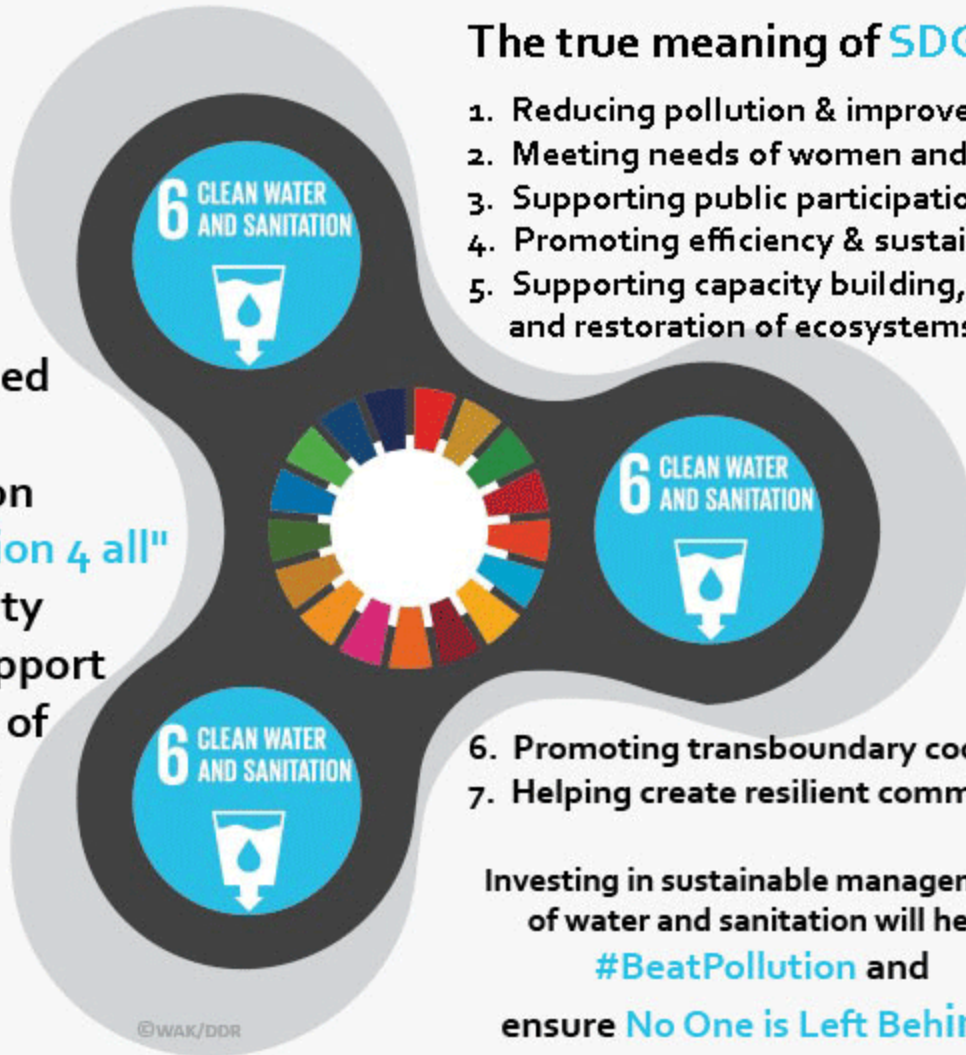 The true meaning of SDG
1. Reducing pollution & improve
2. Meeting needs of women and
3. Supporting public participatio
4. Promoting efficiency & sustai
5. Supporting capacity building,
and restoration of ecosystems
6 CLEAN WATER
AND SANITATION
ed
on
ion 4 all"
ty
pport
of
6 CLEAN WATER
AND SANITATION
6 CLEAN WATER
AND SANITATION
6. Promoting transboundary coo
7. Helping create resilient comm
Investing in sustainable managem
of water and sanitation will he
#BeatPollution and
ensure No One is Left Behin
©WAK/DDR